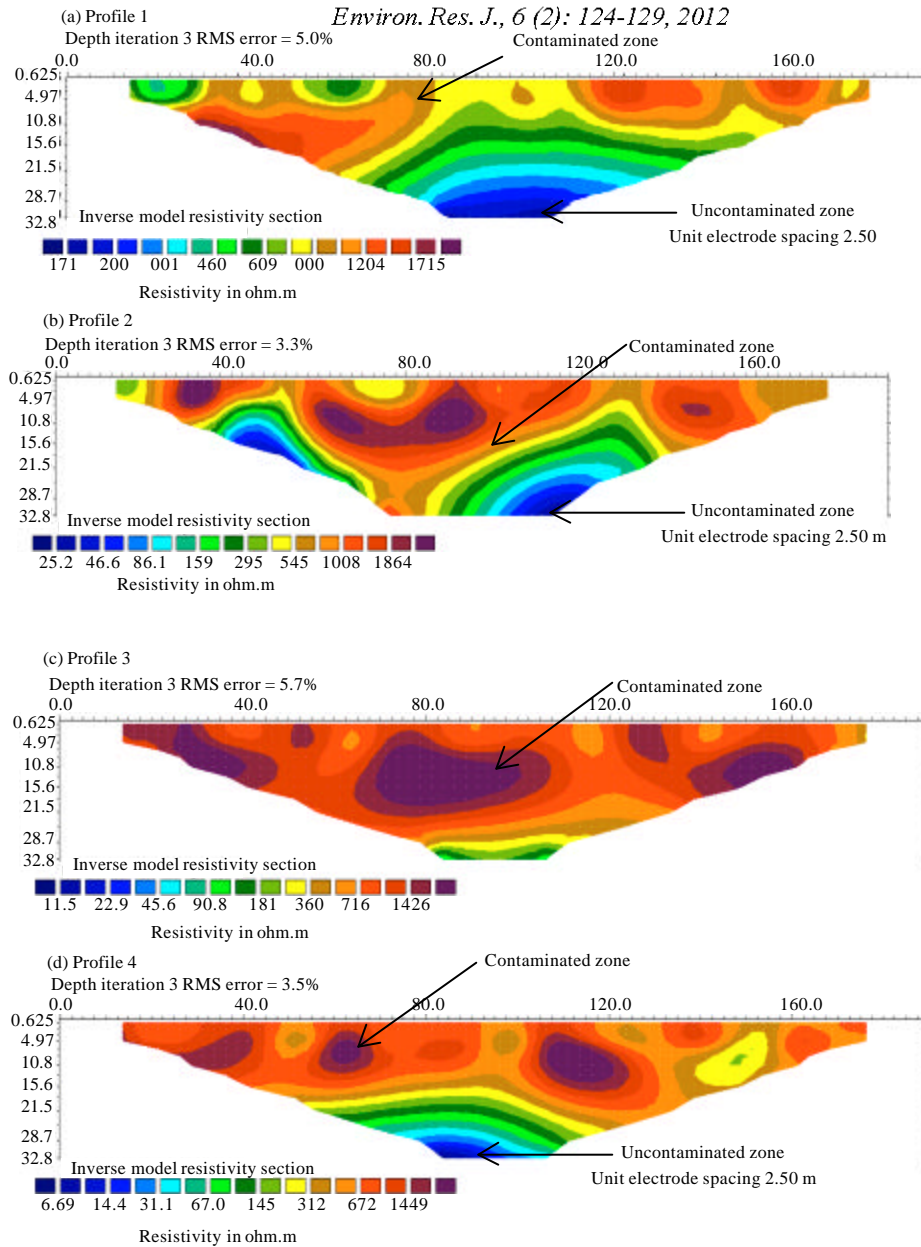 Environ. Res. J., 6 (2): 124-129, 2012
(a) Profile 1
Depth iteration 3 RMS error = 5.0%
Contaminated zone
0.0 40.0 80.0 120.0 160.0
0.625
4.97
10.8
15.6
21.5
28.7
32.8
Inverse model resistivity section
Uncontaminated zone
Unit electrode spacing 2.50
171 200 001 460 609 000 1204 1715
Resistivity in ohm.m
(b) Profile 2
Depth iteration 3 RMS error = 3.3%
Contaminated zone
0.0 40.0 80.0 120.0 160.0
0.625
4.97
10.8
15.6
21.5
28.7
32.8
Inverse model resistivity section
Uncontaminated zone
Unit electrode spacing 2.50 m
25.2 46.6 86.1 159 295 545 1008 1864
Resistivity in ohm.m
(c) Profile 3
Depth iteration 3 RMS error = 5.7%
Contaminated zone
0.0 40.0 80.0 120.0 160.0
0.625
4.97
10.8
15.6
21.5
28.7
32.8
Inverse model resistivity section
11.5 22.9 45.6 90.8 181 360 716 1426
Resistivity in ohm.m
(d) Profile 4
Depth iteration 3 RMS error = 3.5%
Contaminated zone
0.0 40.0 80.0 120.0 160.0
0.625
4.97
10.8
15.6
21.5
28.7
32.8
Inverse model resistivity section
Uncontaminated zone
Unit electrode spacing 2.50 m
6.69 14.4 31.1 67.0 145 312 672 1449
Resistivity in ohm.m